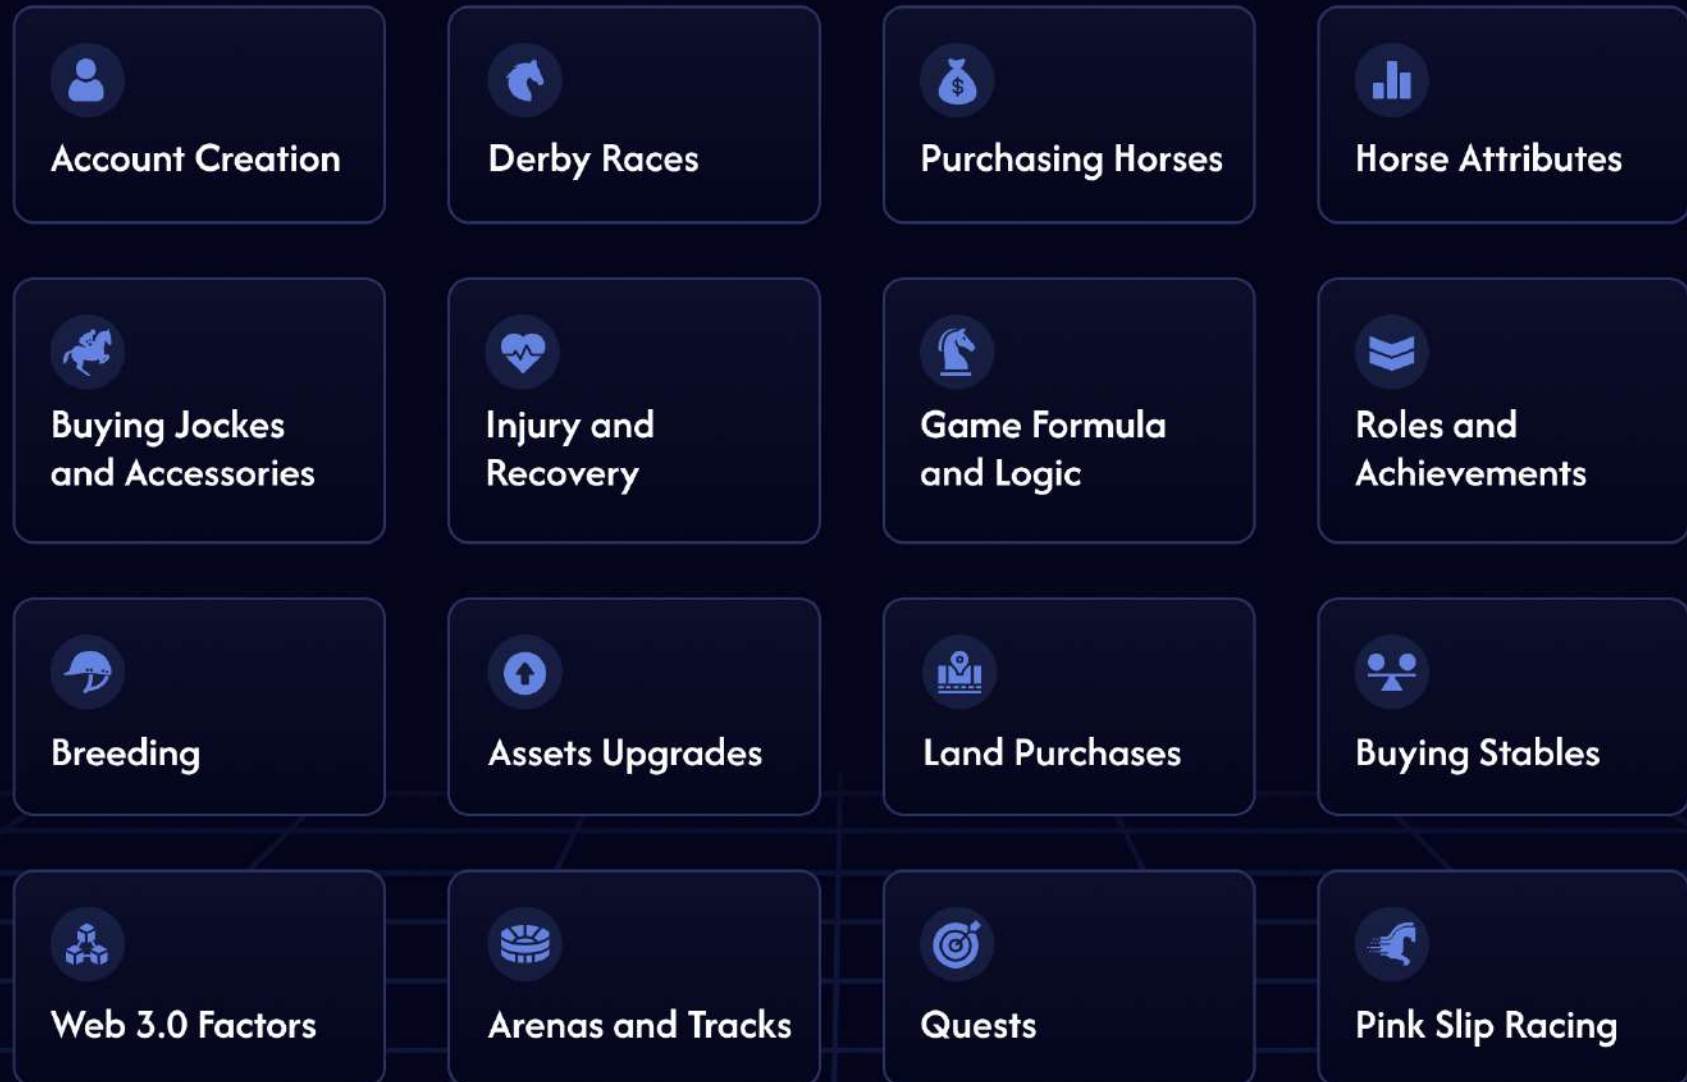 Account Creation
Derby Races
Purchasing Horses
Horse Attributes
Buying Jockes
and Accessories
Injury and
Recovery
Game Formula
and Logic
Roles and
Achievements
Breeding
Assets Upgrades
Land Purchases
Buying Stables
Web 3.0 Factors
Arenas and Tracks
Quests
Pink Slip Racing